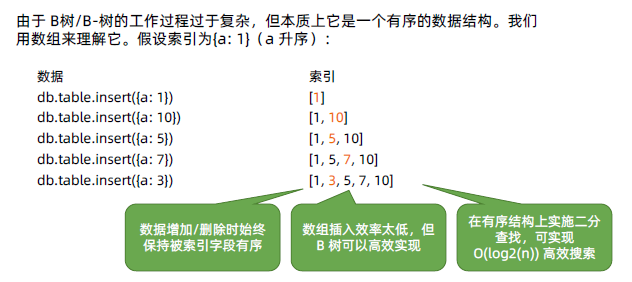 由于 B树/B-树的工作过程过于复杂，但本质上它是一个有序的数据结构。我们
用数组来理解它。假设索引为{a: 1}（a 升序）：
数据 索引
db.table.insert({a: 1}) [1]
db.table.insert({a: 10}) [1, 10]
db.table.insert({a: 5}) [1, 5, 10]
db.table.insert({a: 7}) [1, 5, 7, 10]
db.table.insert({a: 3}) [1, 3, 5, 7, 10]
数据增加/删除时始终
保持被索引字段有序
数组插入效率太低，但
B 树可以高效实现
在有序结构上实施二分
查找，可实现
O(log2(n)) 高效搜索